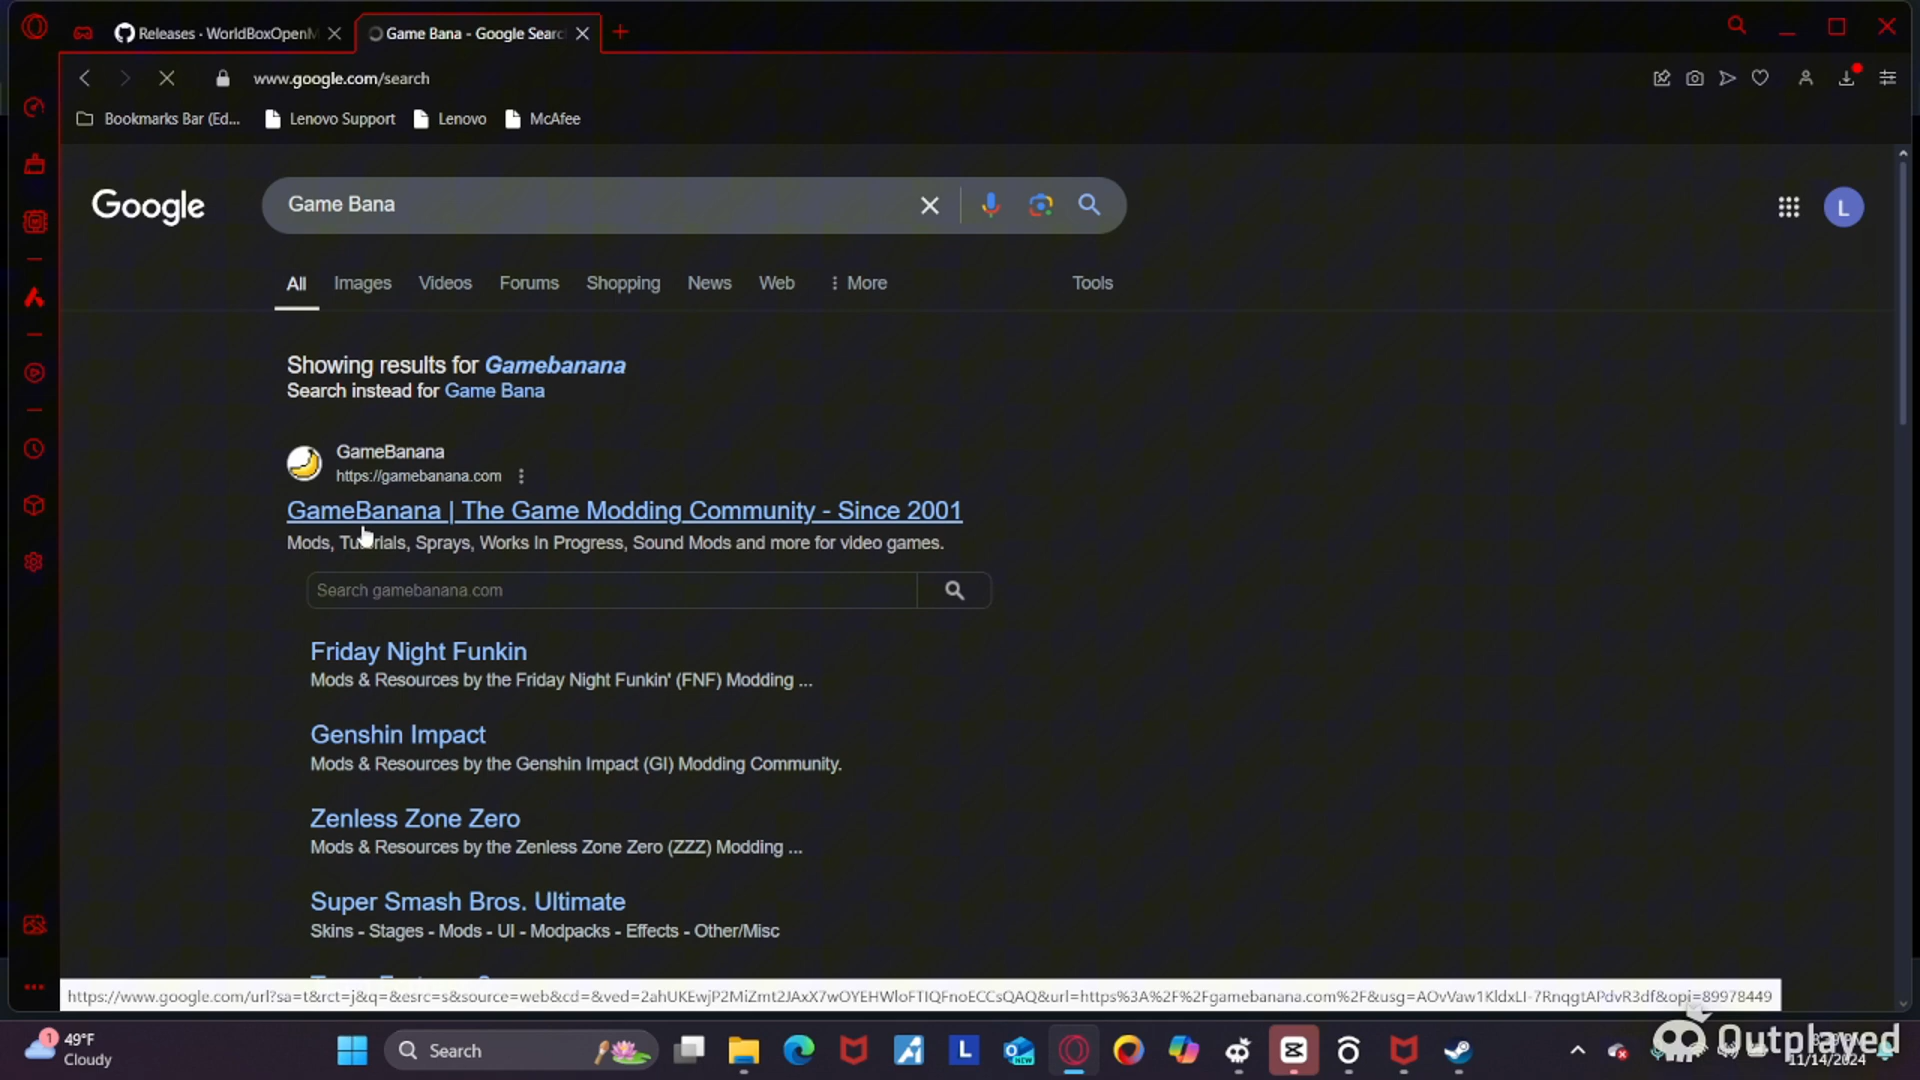 Releases · WorldBoxOpenM
Game Bana - Google Searc
www.google.com/search
Bookmarks Bar (Ed...
Lenovo Support
Lenovo
McAfee
Google
Game Bana
L
All
Images
Videos
Forums
Shopping
News
Web
More
Tools
Showing results for Gamebanana
Search instead for Game Bana
GameBanana
https://gamebanana.com
GameBanana | The Game Modding Community - Since 2001
Mods, Tutorials, Sprays, Works In Progress, Sound Mods and more for video games.
Search gamebanana.com
Friday Night Funkin
Mods & Resources by the Friday Night Funkin' (FNF) Modding ...
Genshin Impact
Mods & Resources by the Genshin Impact (GI) Modding Community.
Zenless Zone Zero
Mods & Resources by the Zenless Zone Zero (ZZZ) Modding ...
Super Smash Bros. Ultimate
Skins - Stages - Mods - UI - Modpacks - Effects - Other/Misc
https://www.google.com/url?sa=t&rct=j&q=&esrc=s&source=web&cd=&ved=2ahUKEwjP2MiZmt2JAxX7wOYEHWloFTIQFnoECCsQAQ&url=https%3A%2F%2Fgamebanana.com%2F&usg=AOvVaw1KldxLI-7RnqgtAPdvR3df&opi=89978449
1
49°F
Cloudy
Search
L
Outplayed
11/14/2024